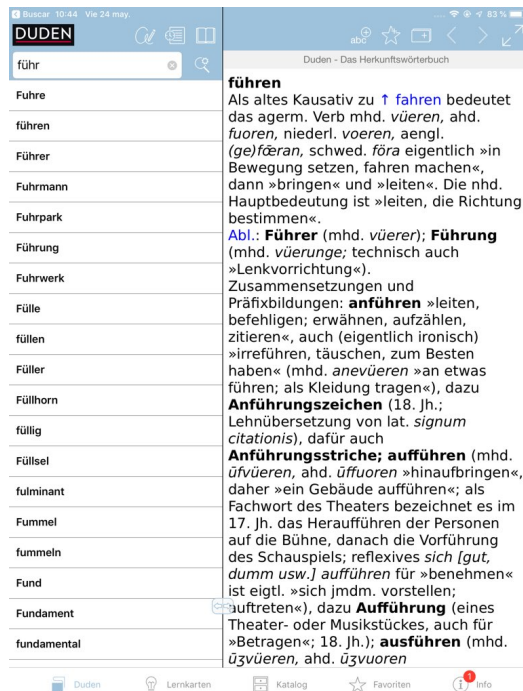 Buscar 10:44 Vie 24 may.
83 %
DUDEN
abc
führ
Fuhre
führen
Führer
Fuhrmann
Fuhrpark
Führung
Fuhrwerk
Fülle
füllen
Füller
Füllhorn
füllig
Füllsel
fulminant
Fummel
fummeln
Fund
Fundament
fundamental
Duden - Das Herkunftswörterbuch
führen
Als altes Kausativ zu ↑ fahren bedeutet
das agerm. Verb mhd. vüeren, ahd.
fuoren, niederl. voeren, aengl.
(ge)fœ̄ran, schwed. föra eigentlich »in
Bewegung setzen, fahren machen«,
dann »bringen« und »leiten«. Die nhd.
Hauptbedeutung ist »leiten, die Richtung
bestimmen«.
Abl.: Führer (mhd. vüerer); Führung
(mhd. vüerunge; technisch auch
»Lenkvorrichtung«).
Zusammensetzungen und
Präfixbildungen: anführen »leiten,
befehligen; erwähnen, aufzählen,
zitieren«, auch (eigentlich ironisch)
»irreführen, täuschen, zum Besten
haben« (mhd. anevüeren »an etwas
führen; als Kleidung tragen«), dazu
Anführungszeichen (18. Jh.;
Lehnübersetzung von lat. signum
citationis), dafür auch
Anführungsstriche; aufführen (mhd.
ūfvüeren, ahd. ūffuoren »hinaufbringen«,
daher »ein Gebäude aufführen«; als
Fachwort des Theaters bezeichnet es im
17. Jh. das Heraufführen der Personen
auf die Bühne, danach die Vorführung
des Schauspiels; reflexives sich [gut,
dumm usw.] aufführen für »benehmen«
ist eigtl. »sich jmdm. vorstellen;
auftreten«), dazu Aufführung (eines
Theater- oder Musikstückes, auch für
»Betragen«; 18. Jh.); ausführen (mhd.
ūʒvüeren, ahd. ūʒvuoren
Duden
Lernkarten
Katalog
Favoriten
1
Info